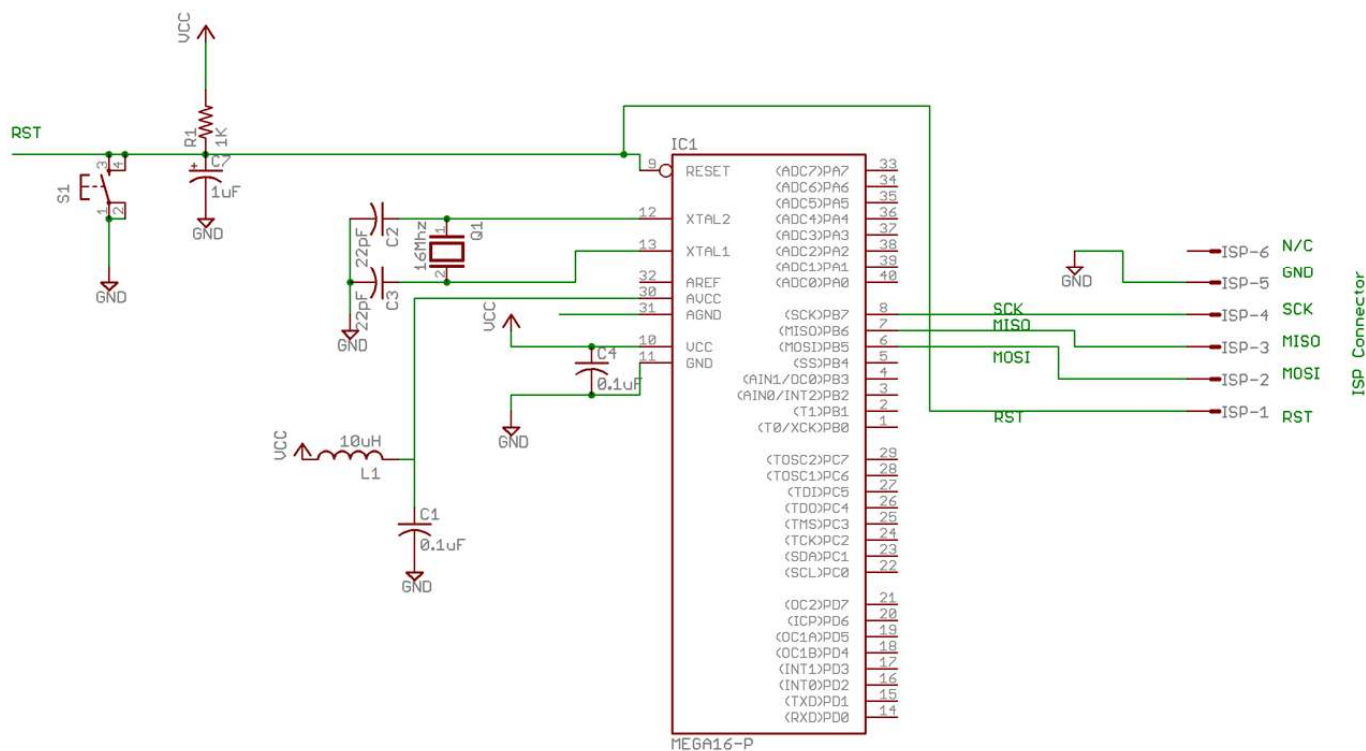 VCC
R1
1K
RST
S1
3
4
1
2
GND
+
C7
1uF
GND
IC1
9 RESET
12 XTAL2
13 XTAL1
32 AREF
30 AVCC
31 AGND
10 VCC
11 GND
22pF
C2
22pF
C3
GND
16Mhz
Q1
1
2
VCC
C4
0.1uF
GND
VCC
10uH
L1
C1
0.1uF
GND
(ADC7)PA7 33
(ADC6)PA6 34
(ADC5)PA5 35
(ADC4)PA4 36
(ADC3)PA3 37
(ADC2)PA2 38
(ADC1)PA1 39
(ADC0)PA0 40
(SCK)PB7 8
(MISO)PB6 7
(MOSI)PB5 6
(SS)PB4 5
(AIN1/OC0)PB3 4
(AIN0/INT2)PB2 3
(T1)PB1 2
(T0/XCK)PB0 1
(TOSC2)PC7 29
(TOSC1)PC6 28
(TDI)PC5 27
(TDO)PC4 26
(TMS)PC3 25
(TCK)PC2 24
(SDA)PC1 23
(SCL)PC0 22
(OC2)PD7 21
(ICP)PD6 20
(OC1A)PD5 19
(OC1B)PD4 18
(INT1)PD3 17
(INT0)PD2 16
(TXD)PD1 15
(RXD)PD0 14
MEGA16-P
SCK
MISO
MOSI
RST
GND
ISP-6 N/C
ISP-5 GND
ISP-4 SCK
ISP-3 MISO
ISP-2 MOSI
ISP-1 RST
ISP Connector